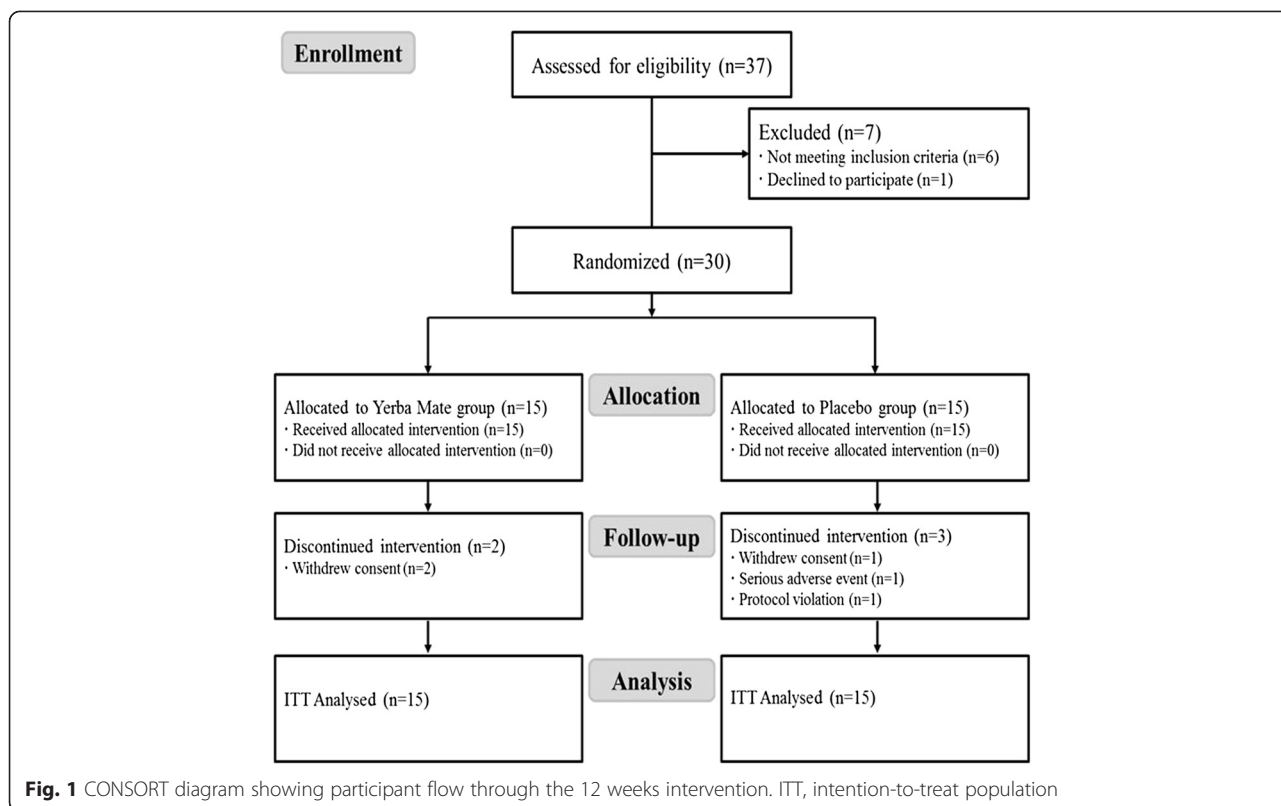 Enrollment
Assessed for eligibility (n=37)
Excluded (n=7)
· Not meeting inclusion criteria (n=6)
· Declined to participate (n=1)
Randomized (n=30)
Allocation
Allocated to Yerba Mate group (n=15)
· Received allocated intervention (n=15)
· Did not receive allocated intervention (n=0)
Allocated to Placebo group (n=15)
· Received allocated intervention (n=15)
· Did not receive allocated intervention (n=0)
Follow-up
Discontinued intervention (n=2)
· Withdrew consent (n=2)
Discontinued intervention (n=3)
· Withdrew consent (n=1)
· Serious adverse event (n=1)
· Protocol violation (n=1)
Analysis
ITT Analysed (n=15)
ITT Analysed (n=15)
Fig. 1 CONSORT diagram showing participant flow through the 12 weeks intervention. ITT, intention-to-treat population